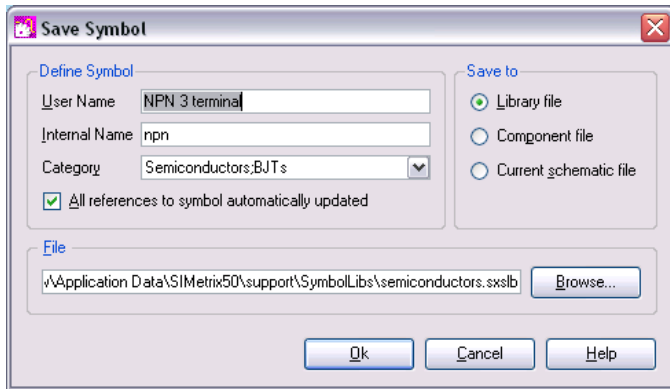 Save Symbol
Define Symbol
User Name NPN 3 terminal
Internal Name npn
Category Semiconductors;BJTs
All references to symbol automatically updated
Save to
Library file
Component file
Current schematic file
File
\Application Data\SIMetrix50\support\SymbolLibs\semiconductors.sxslb Browse...
Ok Cancel Help